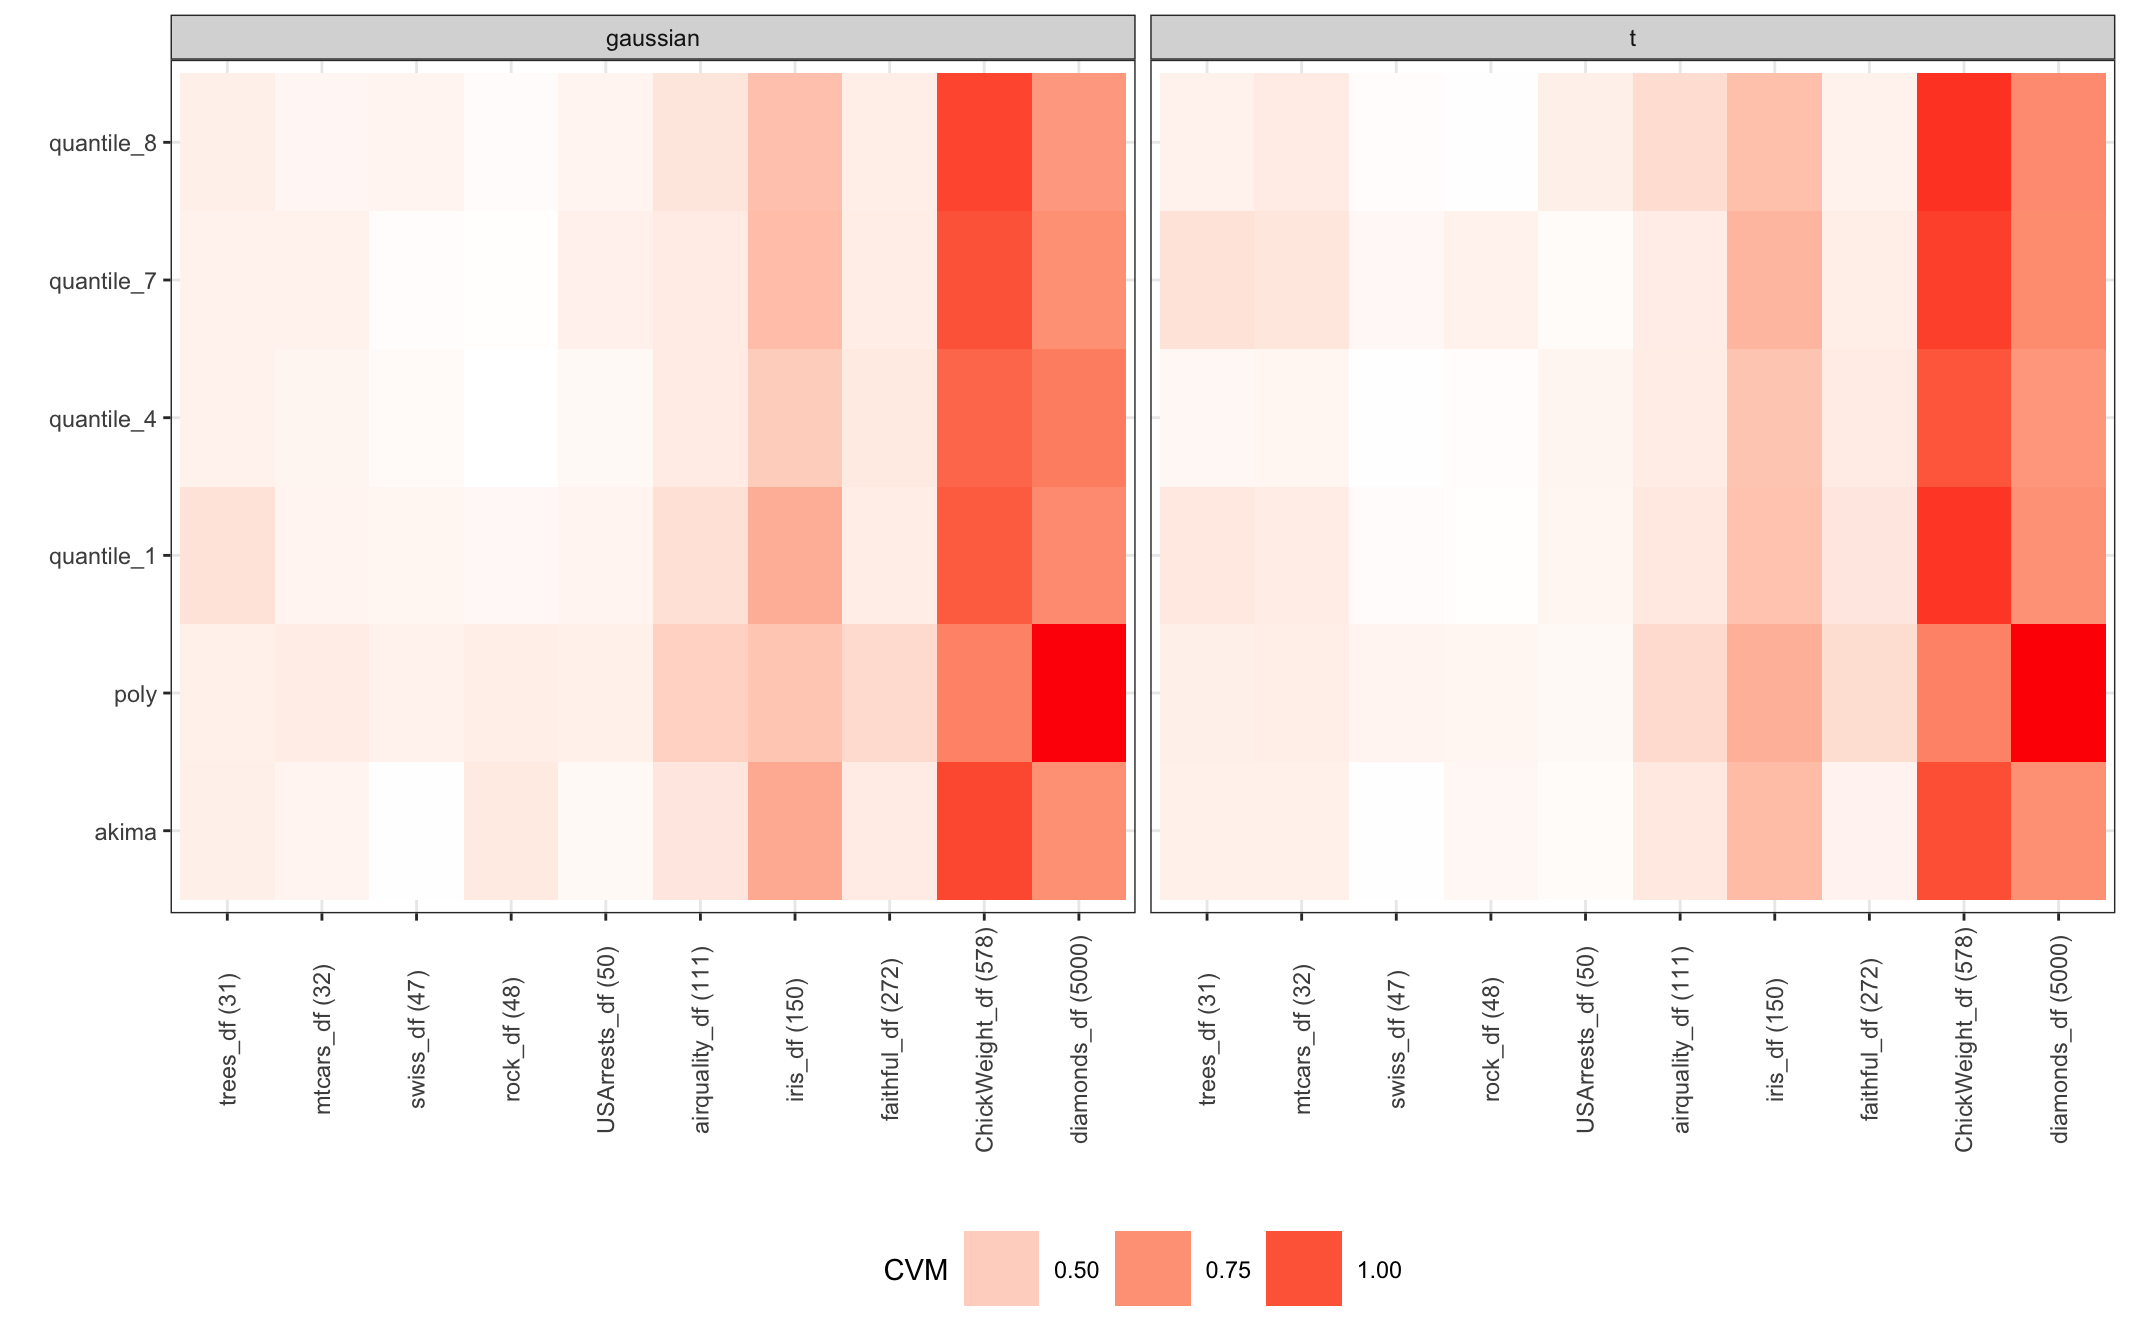 gaussian
t
quantile_8
quantile_7
quantile_4
quantile_1
poly
akima
trees_df (31)
mtcars_df (32)
swiss_df (47)
rock_df (48)
USArrests_df (50)
airquality_df (111)
iris_df (150)
faithful_df (272)
ChickWeight_df (578)
diamonds_df (5000)
trees_df (31)
mtcars_df (32)
swiss_df (47)
rock_df (48)
USArrests_df (50)
airquality_df (111)
iris_df (150)
faithful_df (272)
ChickWeight_df (578)
diamonds_df (5000)
CVM 0.50 0.75 1.00